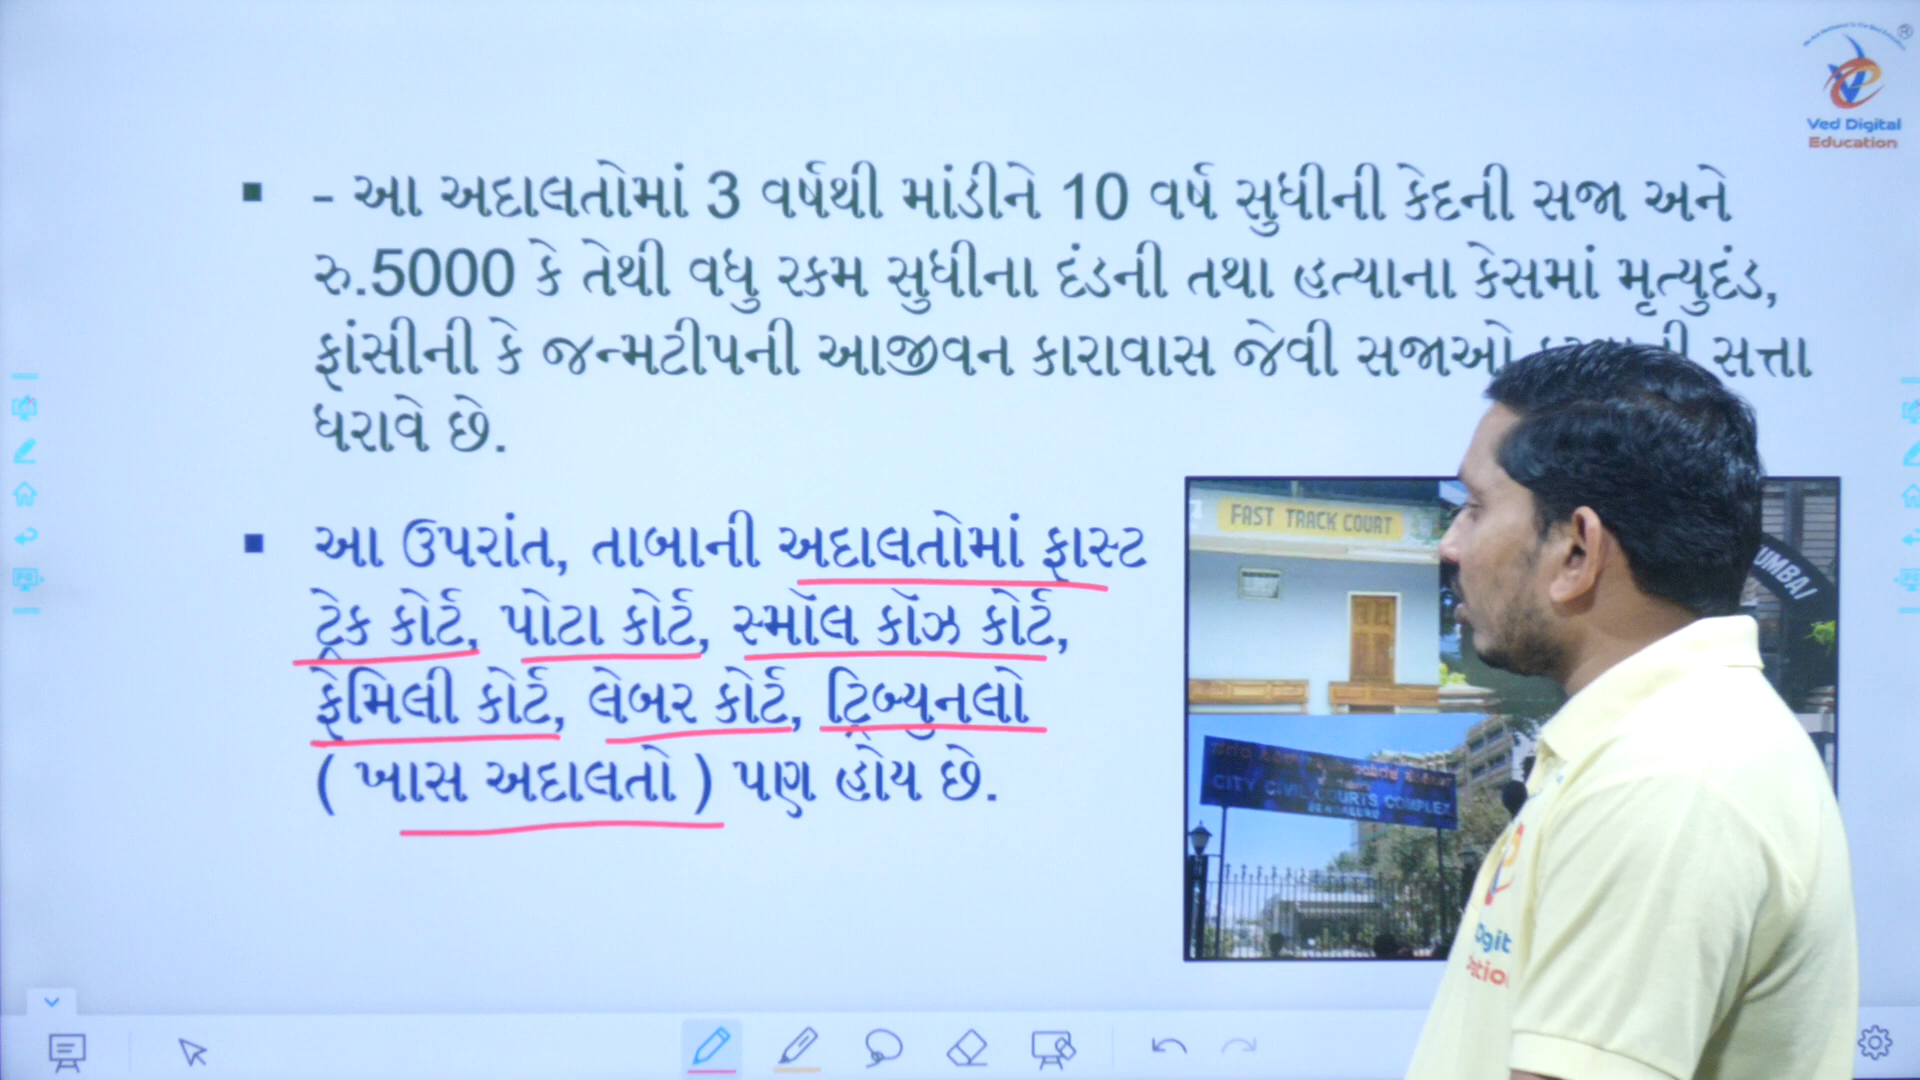 - આ અદાલતોમાં 3 વર્ષથી માંડીને 10 વર્ષ સુધીની કેદની સજા અને
રુ.5000 કે તેથી વધુ રકમ સુધીના દંડની તથા હત્યાના કેસમાં મૃત્યુદંડ,
ફાંસીની કે જન્મટીપની આજીવન કારાવાસ જેવી સજાઓ સત્તા
ધરાવે છે.
આ ઉપરાંત, તાબાની અદાલતોમાં ફાસ્ટ
ટ્રેક કોર્ટ, પોટા કોર્ટ, સ્મૉલ કૉઝ કોર્ટ,
ફેમિલી કોર્ટ, લેબર કોર્ટ, ટ્રિબ્યુનલો
( ખાસ અદાલતો ) પણ હોય છે.
FAST TRACK COURT
CITY CIVIL COURTS COMPLEX
Ved Digital
Education